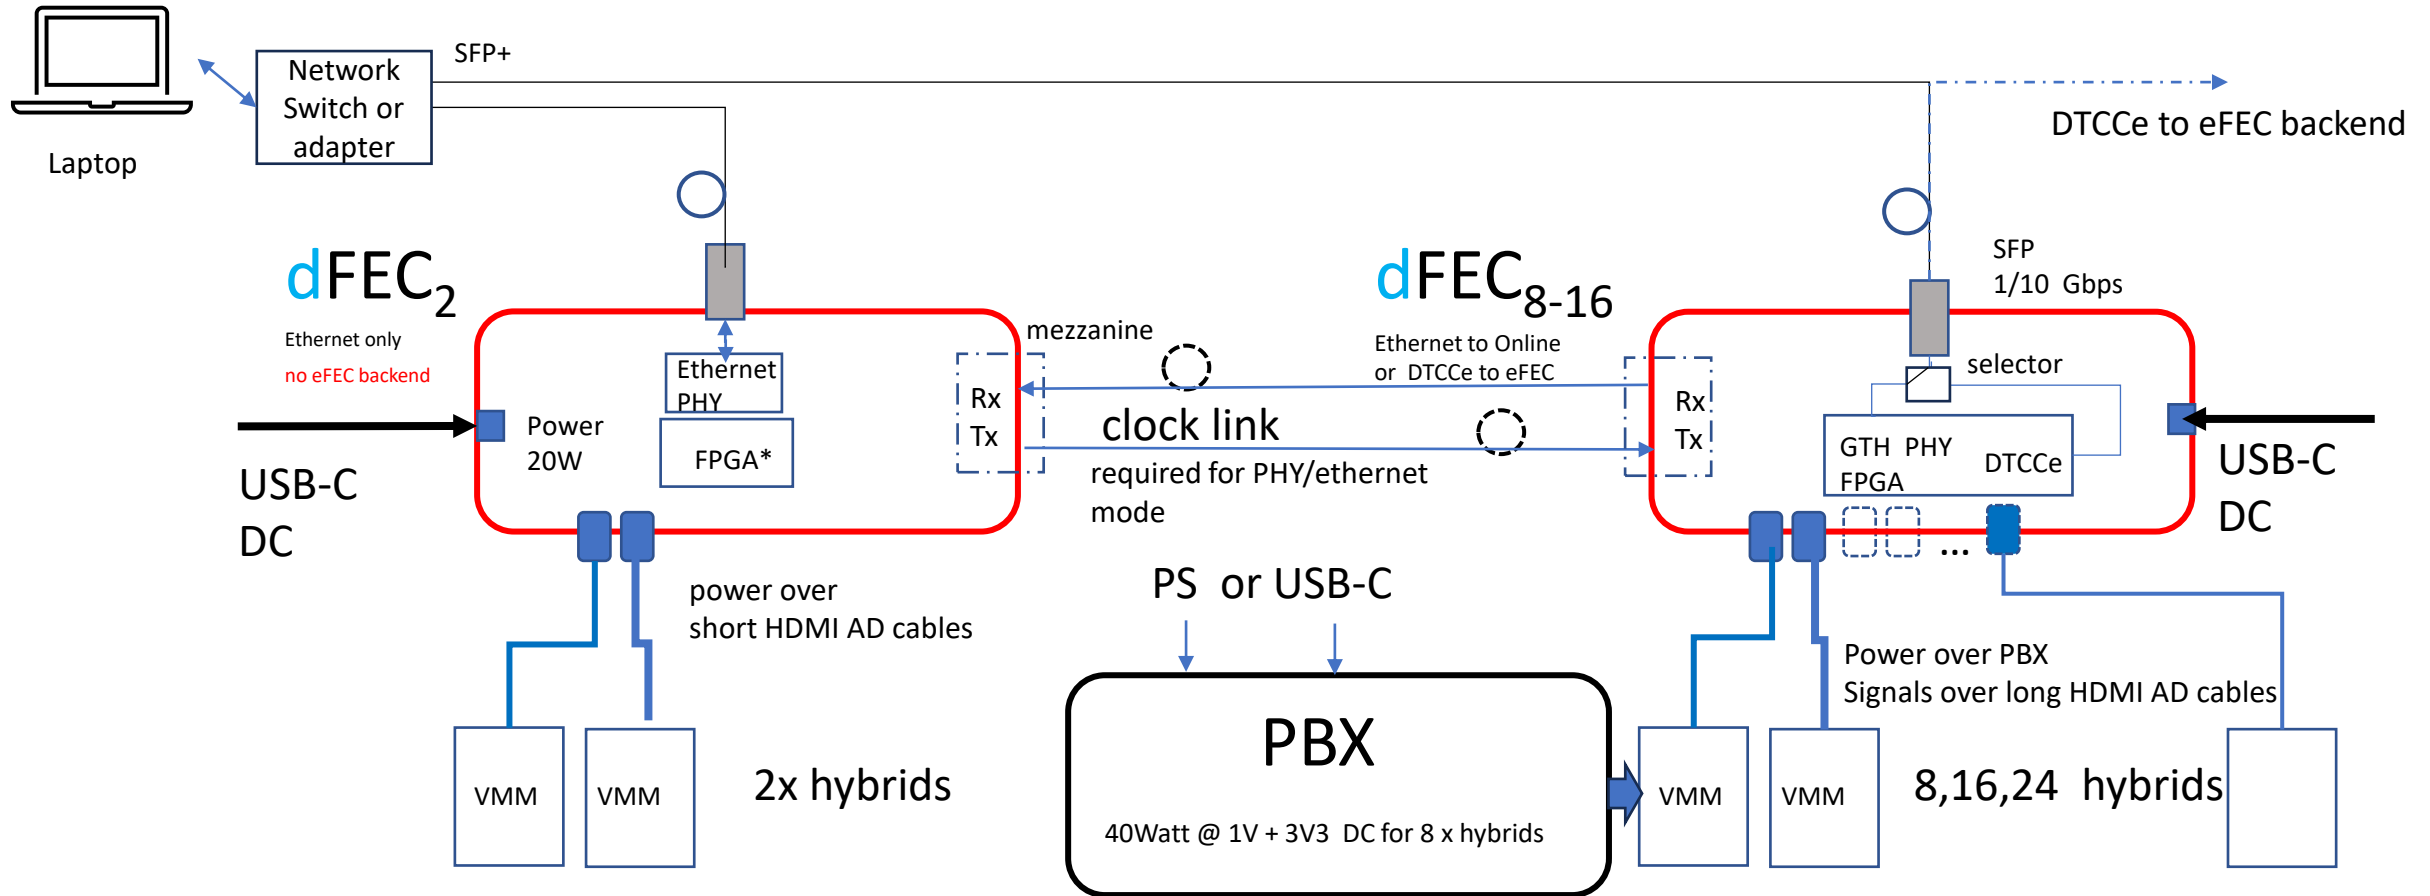 Laptop
Network
Switch or
adapter
SFP+
DTCCe to eFEC backend
dFEC2
Ethernet only
no eFEC backend
USB-C
DC
Power
20W
Ethernet
PHY
FPGA*
Rx
Tx
mezzanine
clock link
required for PHY/ethernet
mode
dFEC8-16
Ethernet to Online
or DTCCe to eFEC
SFP
1/10 Gbps
selector
Rx
Tx
GTH PHY
FPGA
DTCCe
USB-C
DC
...
power over
short HDMI AD cables
VMM
VMM
2x hybrids
PS or USB-C
PBX
40Watt @ 1V + 3V3 DC for 8 x hybrids
Power over PBX
Signals over long HDMI AD cables
VMM
VMM
8,16,24 hybrids